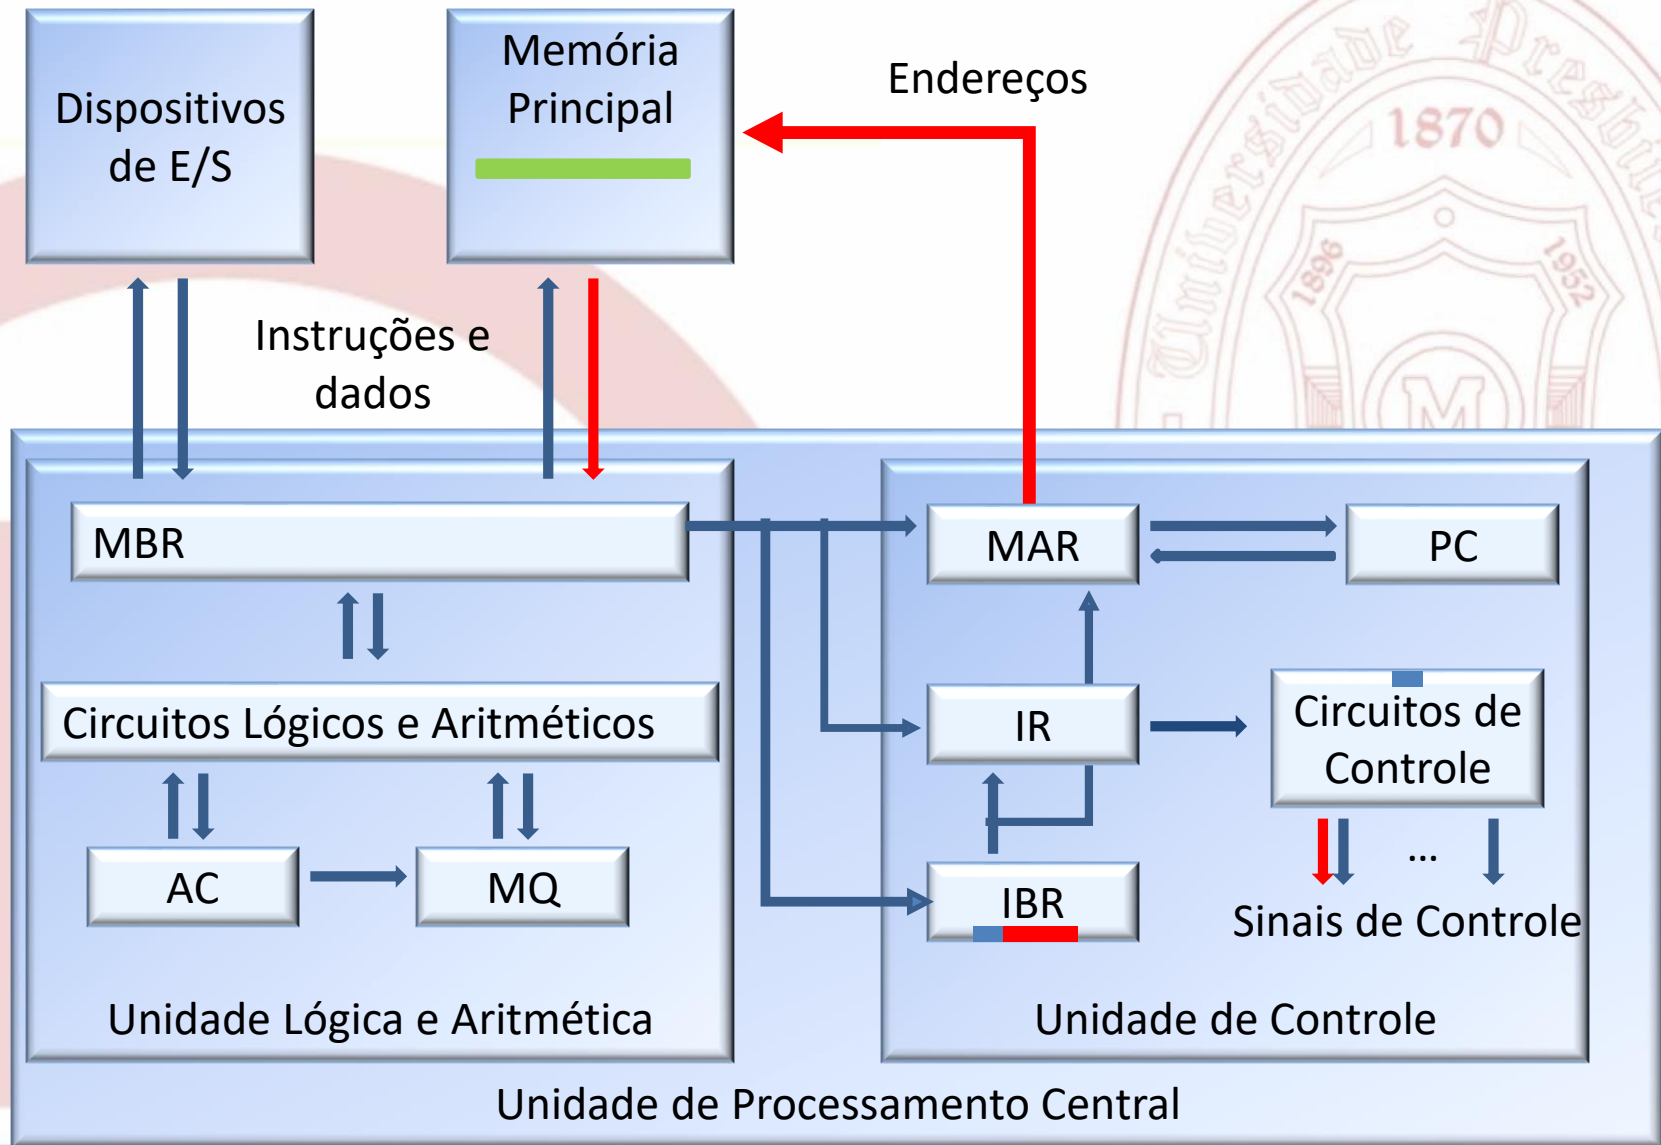 Dispositivos
de E/S
Memória
Principal
Endereços
Instruções e
dados
MBR
MAR
PC
Circuitos Lógicos e Aritméticos
IR
Circuitos de
Controle
AC
MQ
IBR
...
Sinais de Controle
Unidade Lógica e Aritmética
Unidade de Controle
Unidade de Processamento Central
1870
1896
1952
M
Universidade